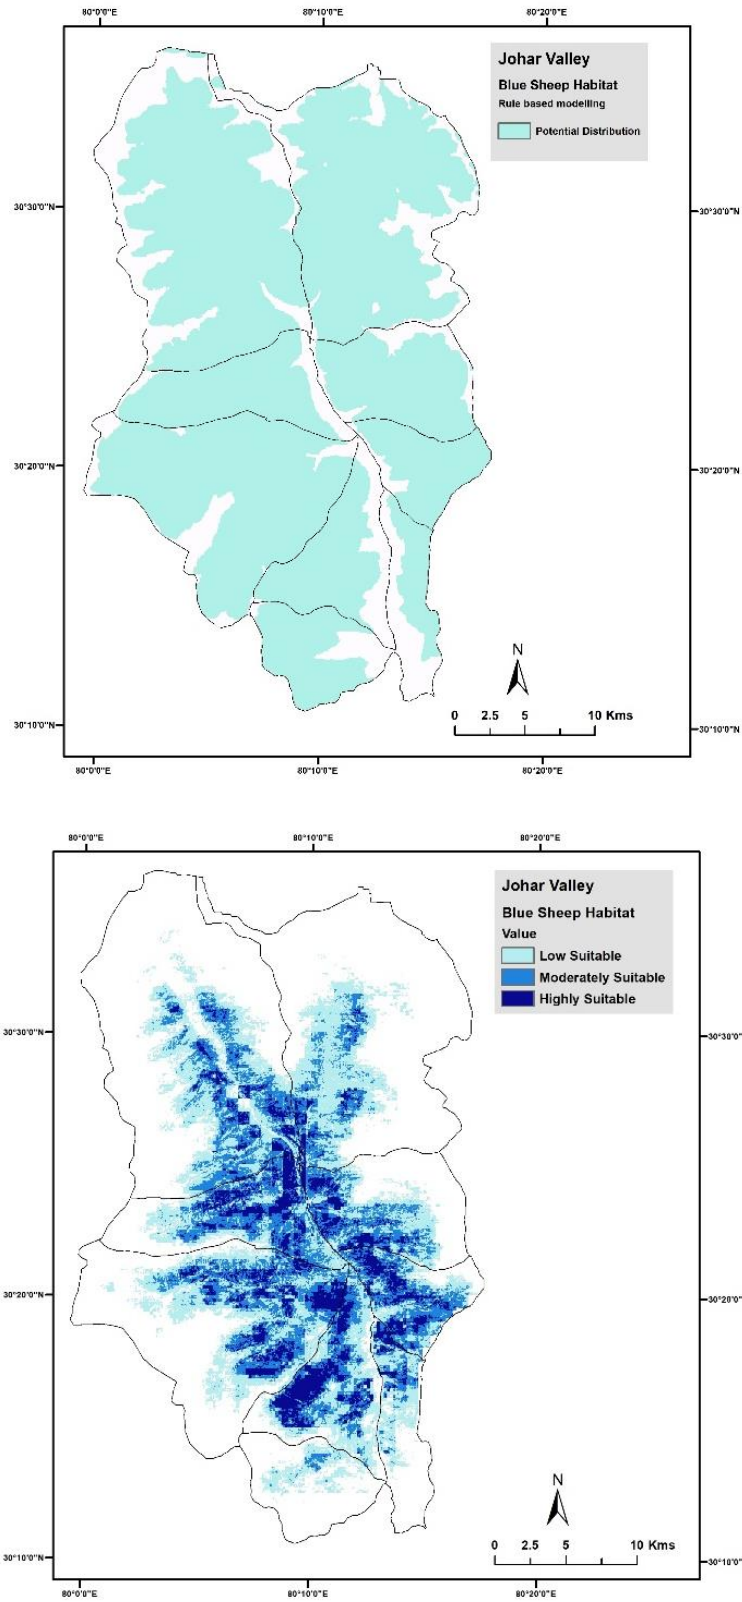 80°0'0"E 80°10'0"E 80°20'0"E
Johar Valley
Blue Sheep Habitat
Rule based modelling
Potential Distribution
30°30'0"N 30°30'0"N
30°20'0"N 30°20'0"N
N
0 2.5 5 10 Kms
30°10'0"N 30°10'0"N
80°0'0"E 80°10'0"E 80°20'0"E
80°0'0"E 80°10'0"E 80°20'0"E
Johar Valley
Blue Sheep Habitat
Value
Low Suitable
Moderately Suitable
Highly Suitable
30°30'0"N 30°30'0"
30°20'0"N 30°20'0"
N
0 2.5 5 10 Kms
30°10'0"N 30°10'0"
80°0'0"E 80°10'0"E 80°20'0"E